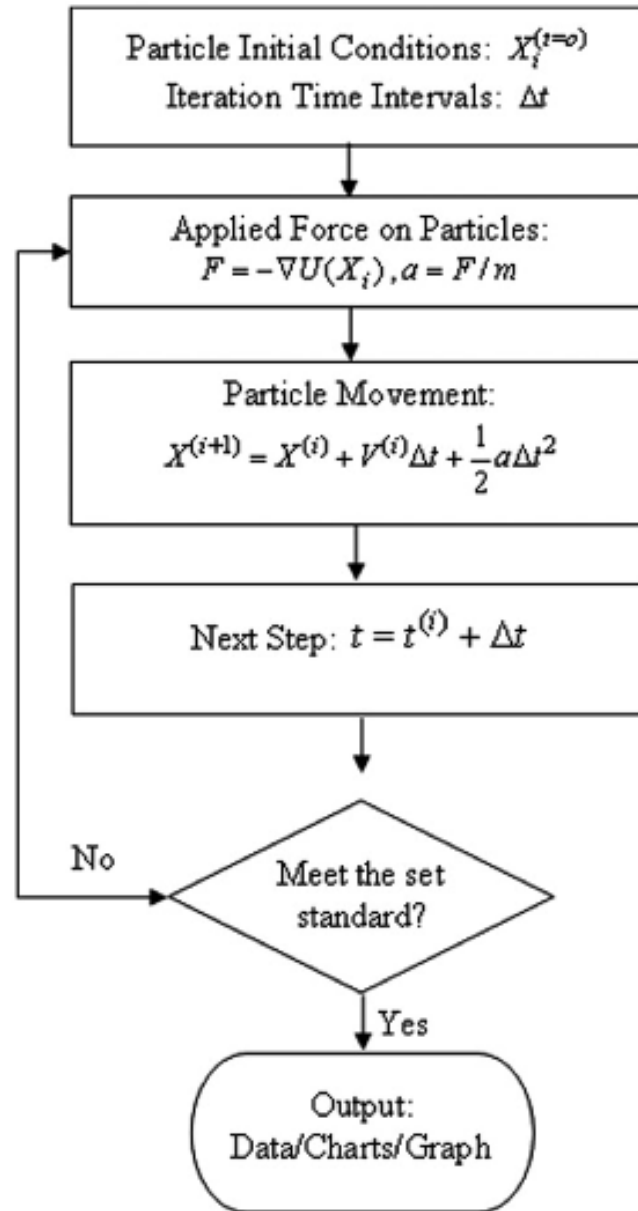 Particle Initial Conditions: X_i^(t=o)
Iteration Time Intervals: Δt
Applied Force on Particles:
F = −∇U(X_i), a = F/m
Particle Movement:
X^(i+1) = X^(i) + V^(i)Δt + 1/2 aΔt^2
Next Step: t = t^(i) + Δt
No
Meet the set
standard?
Yes
Output:
Data/Charts/Graph